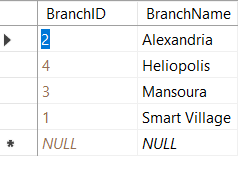 BranchID BranchName
2 Alexandria
4 Heliopolis
3 Mansoura
1 Smart Village
NULL NULL